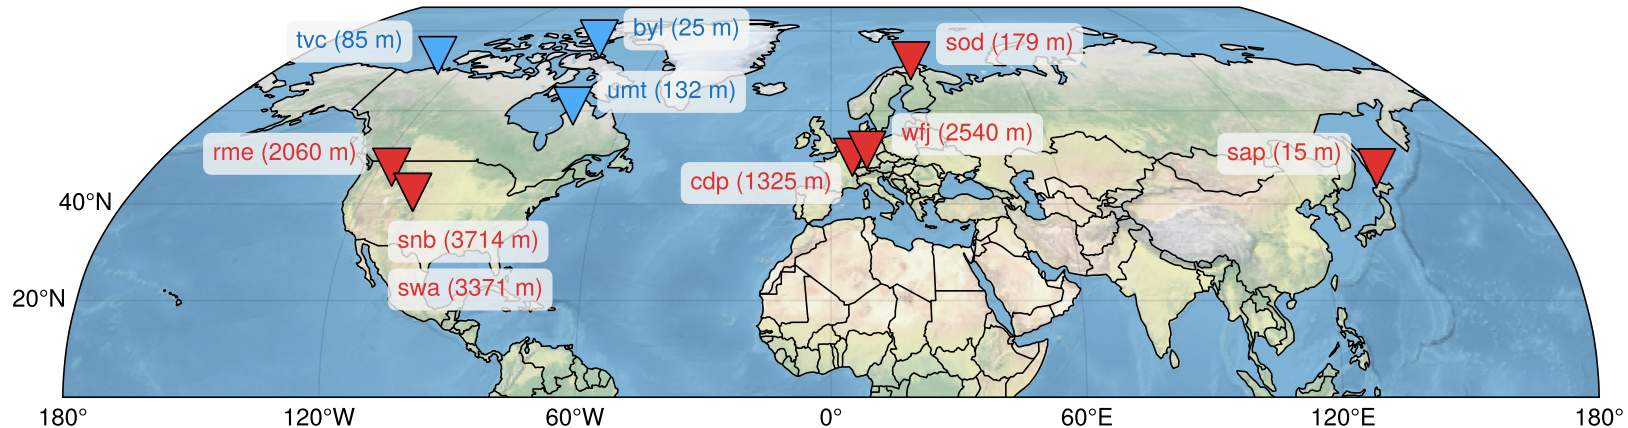 byl (25 m)
tvc (85 m)
sod (179 m)
umt (132 m)
wfj (2540 m)
rme (2060 m)
sap (15 m)
cdp (1325 m)
40°N
snb (3714 m)
swa (3371 m)
20°N
180° 120°W 60°W 0° 60°E 120°E 180°